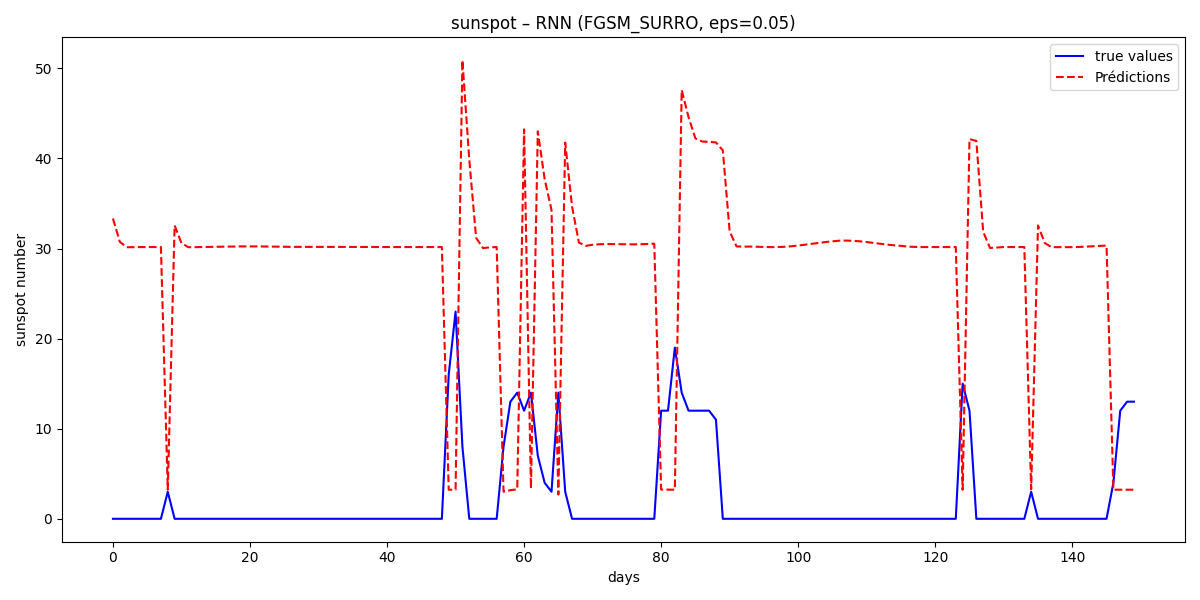 sunspot – RNN (FGSM_SURRO, eps=0.05)
true values
Prédictions
sunspot number
50
40
30
20
10
0
0 20 40 60 80 100 120 140
days